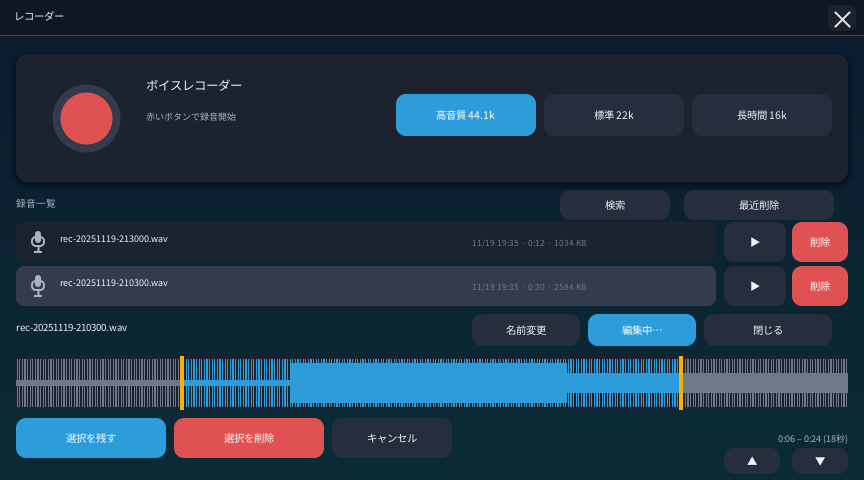 レコーダー
ボイスレコーダー
赤いボタンで録音開始
高音質 44.1k
標準 22k
長時間 16k
録音一覧
検索
最近削除
rec-20251119-213000.wav
11/19 19:35 · 0:12 · 1034 KB
削除
rec-20251119-210300.wav
11/19 19:35 · 0:30 · 2584 KB
削除
rec-20251119-210300.wav
名前変更
編集中…
閉じる
選択を残す
選択を削除
キャンセル
0:06 – 0:24 (18秒)